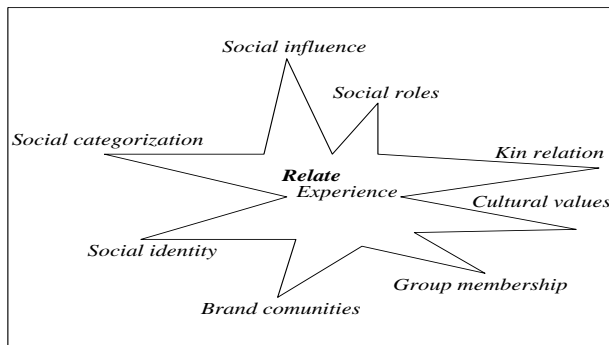 Social influence
Social roles
Social categorization
Kin relation
Relate
Experience
Cultural values
Social identity
Group membership
Brand comunities